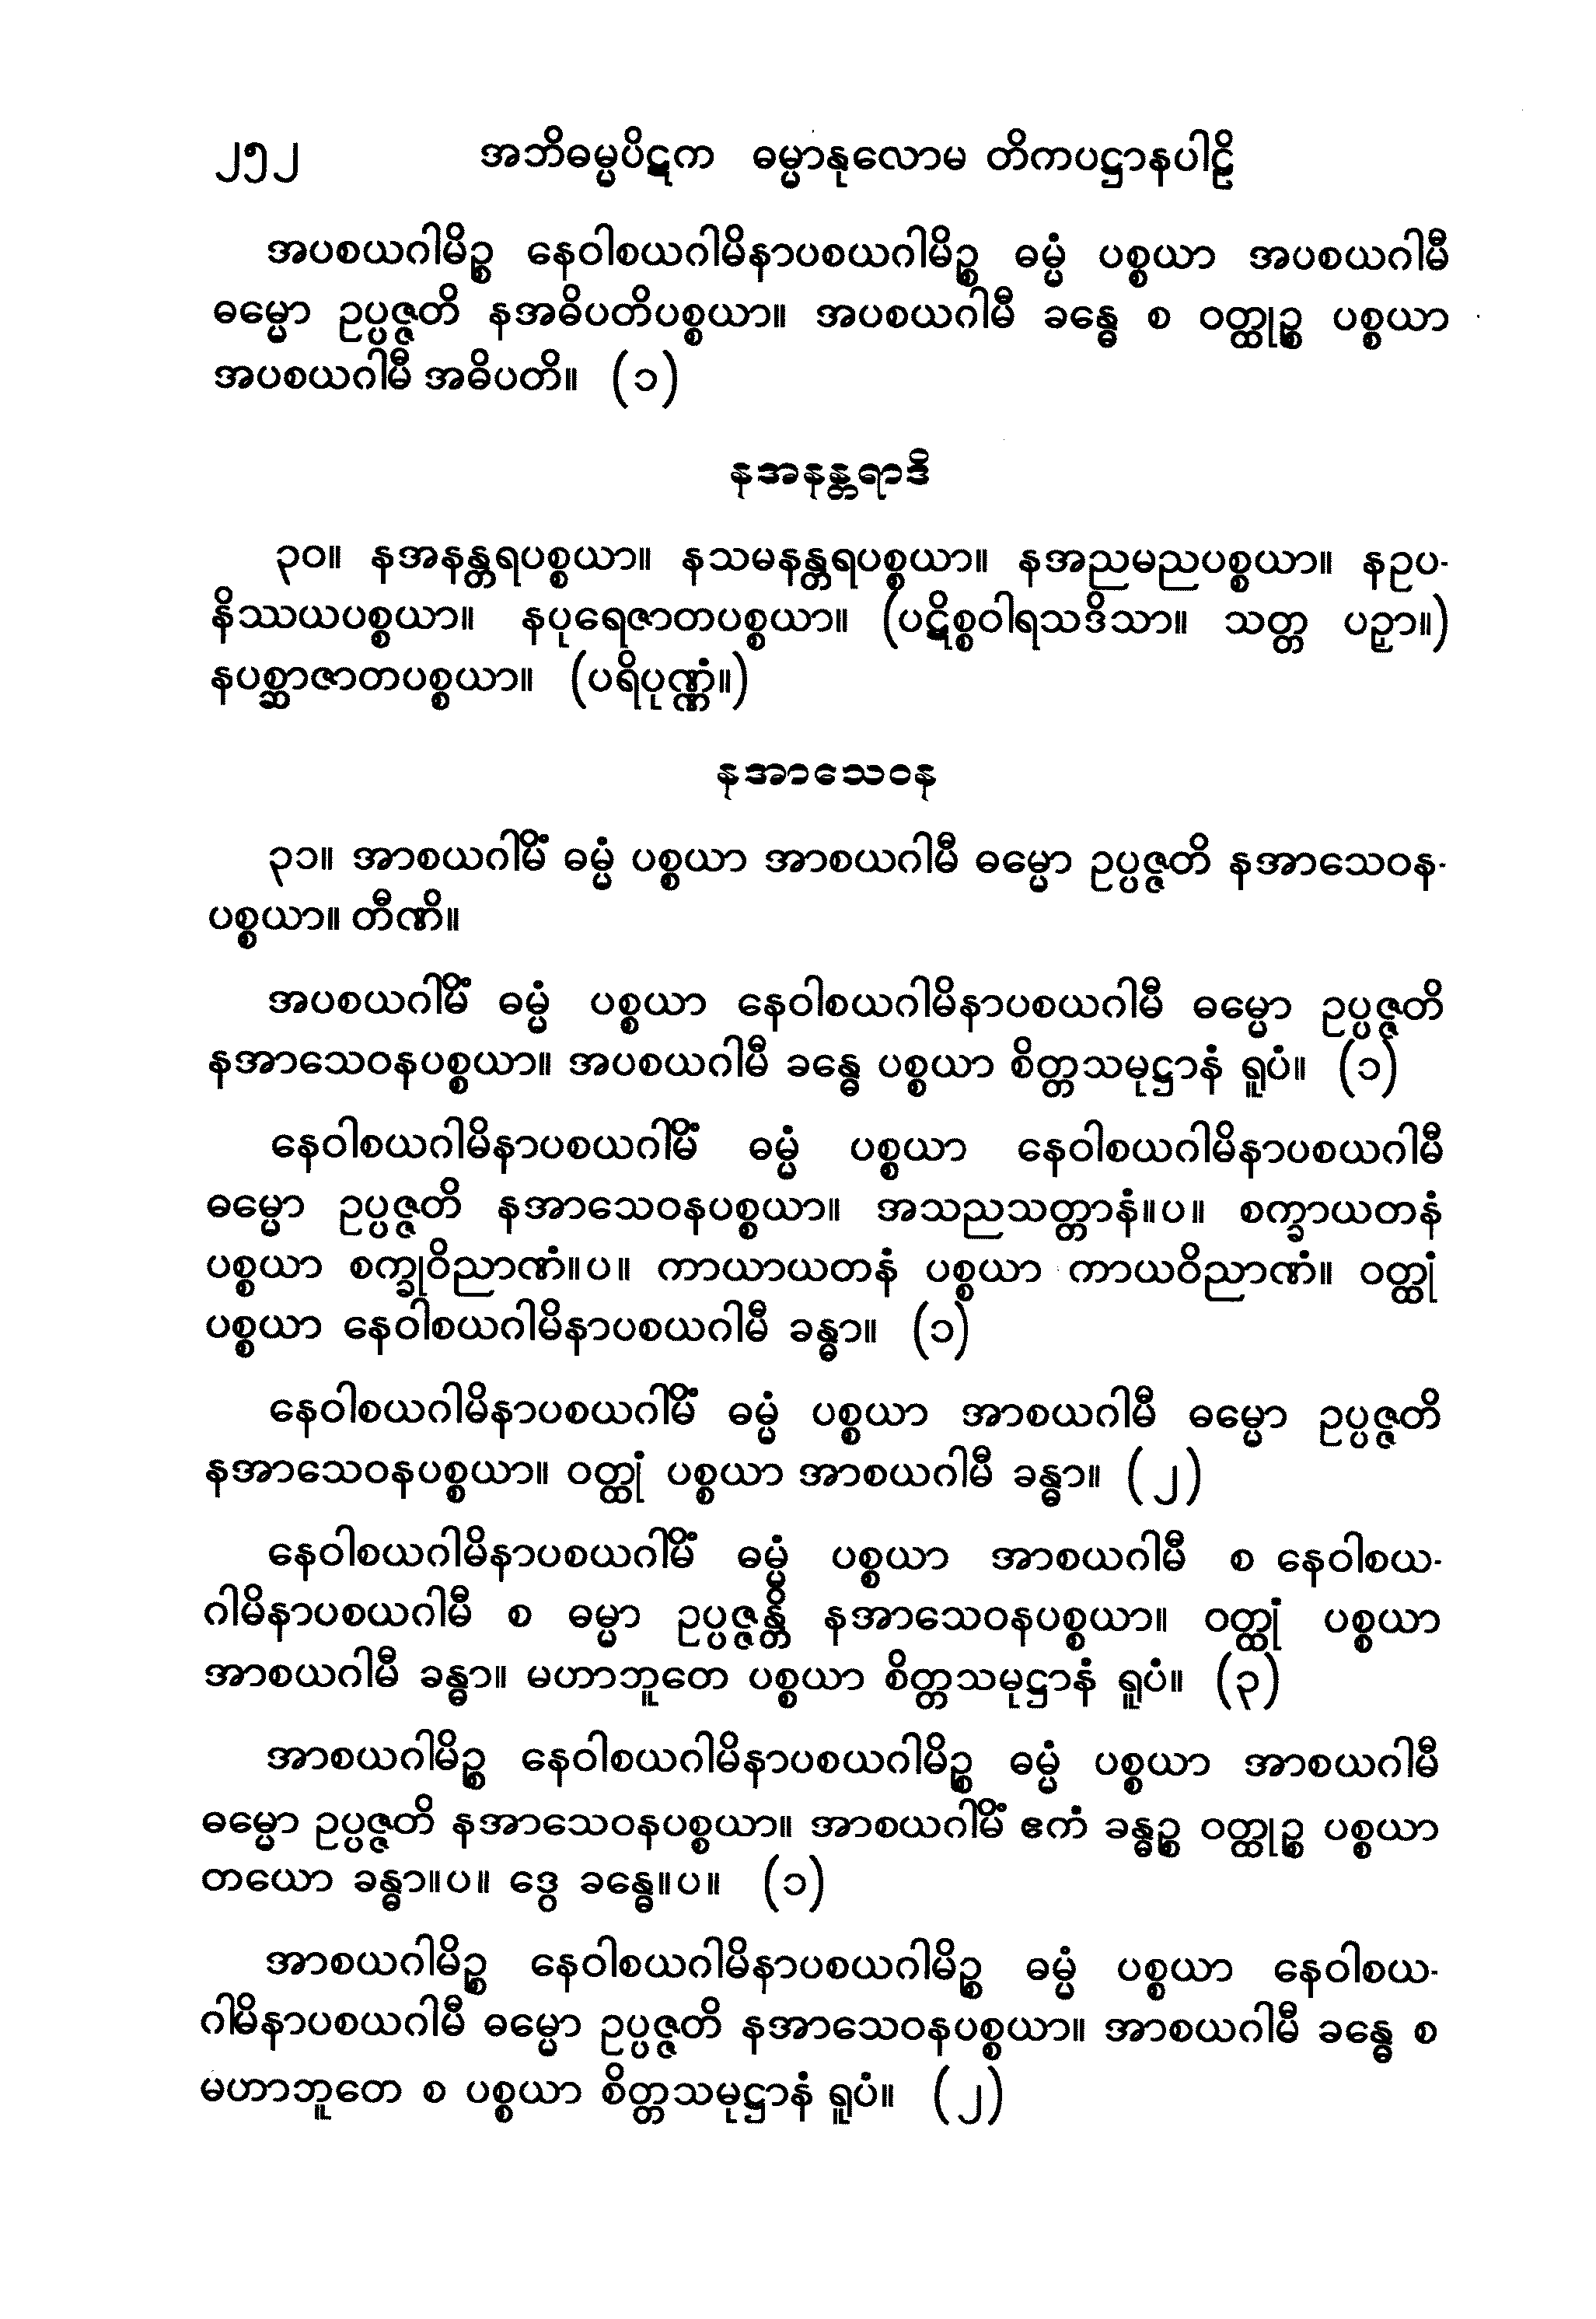 ၂၅၂ အဘိဓမ္မပိဋက ဓမ္မာနုလောမ တိကပဋ္ဌာနပါဠိ
အပစယဂါမိဉ္စ နေဝါစယဂါမိနာပစယဂါမိဉ္စ ဓမ္မံ ပစ္စယာ အပစယဂါမီ
ဓမ္မော ဥပ္ပဇ္ဇတိ နအဓိပတိပစ္စယာ။ အပစယဂါမီ ခန္ဓေ စ ဝတ္ထုဉ္စ ပစ္စယာ
အပစယဂါမီ အဓိပတိ။ (၁)
နအနန္တရာဒိ
၃၀။ နအနန္တရပစ္စယာ။ နသမနန္တရပစ္စယာ။ နအညမညပစ္စယာ။ နဥပ-
နိဿယပစ္စယာ။ နပုရေဇာတပစ္စယာ။ (ပဋိစ္စဝါရသဒိသာ။ သတ္တ ပဉှာ။)
နပစ္ဆာဇာတပစ္စယာ။ (ပရိပုဏ္ဏံ။)
နအာသေဝန
၃၁။ အာစယဂါမိံ ဓမ္မံ ပစ္စယာ အာစယဂါမီ ဓမ္မော ဥပ္ပဇ္ဇတိ နအာသေဝန-
ပစ္စယာ။ တီဏိ။
အပစယဂါမိံ ဓမ္မံ ပစ္စယာ နေဝါစယဂါမိနာပစယဂါမီ ဓမ္မော ဥပ္ပဇ္ဇတိ
နအာသေဝနပစ္စယာ။ အပစယဂါမီ ခန္ဓေ ပစ္စယာ စိတ္တသမုဋ္ဌာနံ ရူပံ။ (၁)
နေဝါစယဂါမိနာပစယဂါမိံ ဓမ္မံ ပစ္စယာ နေဝါစယဂါမိနာပစယဂါမီ
ဓမ္မော ဥပ္ပဇ္ဇတိ နအာသေဝနပစ္စယာ။ အသညသတ္တာနံ။ပ။ စက္ခာယတနံ
ပစ္စယာ စက္ခုဝိညာဏံ။ပ။ ကာယာယတနံ ပစ္စယာ ကာယဝိညာဏံ။ ဝတ္ထုံ
ပစ္စယာ နေဝါစယဂါမိနာပစယဂါမီ ခန္ဓာ။ (၁)
နေဝါစယဂါမိနာပစယဂါမိံ ဓမ္မံ ပစ္စယာ အာစယဂါမီ ဓမ္မော ဥပ္ပဇ္ဇတိ
နအာသေဝနပစ္စယာ။ ဝတ္ထုံ ပစ္စယာ အာစယဂါမီ ခန္ဓာ။ (၂)
နေဝါစယဂါမိနာပစယဂါမိံ ဓမ္မံ ပစ္စယာ အာစယဂါမီ စ နေဝါစယ-
ဂါမိနာပစယဂါမီ စ ဓမ္မာ ဥပ္ပဇ္ဇန္တိ နအာသေဝနပစ္စယာ။ ဝတ္ထုံ ပစ္စယာ
အာစယဂါမီ ခန္ဓာ။ မဟာဘူတေ ပစ္စယာ စိတ္တသမုဋ္ဌာနံ ရူပံ။ (၃)
အာစယဂါမိဉ္စ နေဝါစယဂါမိနာပစယဂါမိဉ္စ ဓမ္မံ ပစ္စယာ အာစယဂါမီ
ဓမ္မော ဥပ္ပဇ္ဇတိ နအာသေဝနပစ္စယာ။ အာစယဂါမိံ ဧကံ ခန္ဓဉ္စ ဝတ္ထုဉ္စ ပစ္စယာ
တယော ခန္ဓာ။ပ။ ဒွေ ခန္ဓေ။ပ။ (၁)
အာစယဂါမိဉ္စ နေဝါစယဂါမိနာပစယဂါမိဉ္စ ဓမ္မံ ပစ္စယာ နေဝါစယ-
ဂါမိနာပစယဂါမီ ဓမ္မော ဥပ္ပဇ္ဇတိ နအာသေဝနပစ္စယာ။ အာစယဂါမီ ခန္ဓေ စ
မဟာဘူတေ စ ပစ္စယာ စိတ္တသမုဋ္ဌာနံ ရူပံ။ (၂)